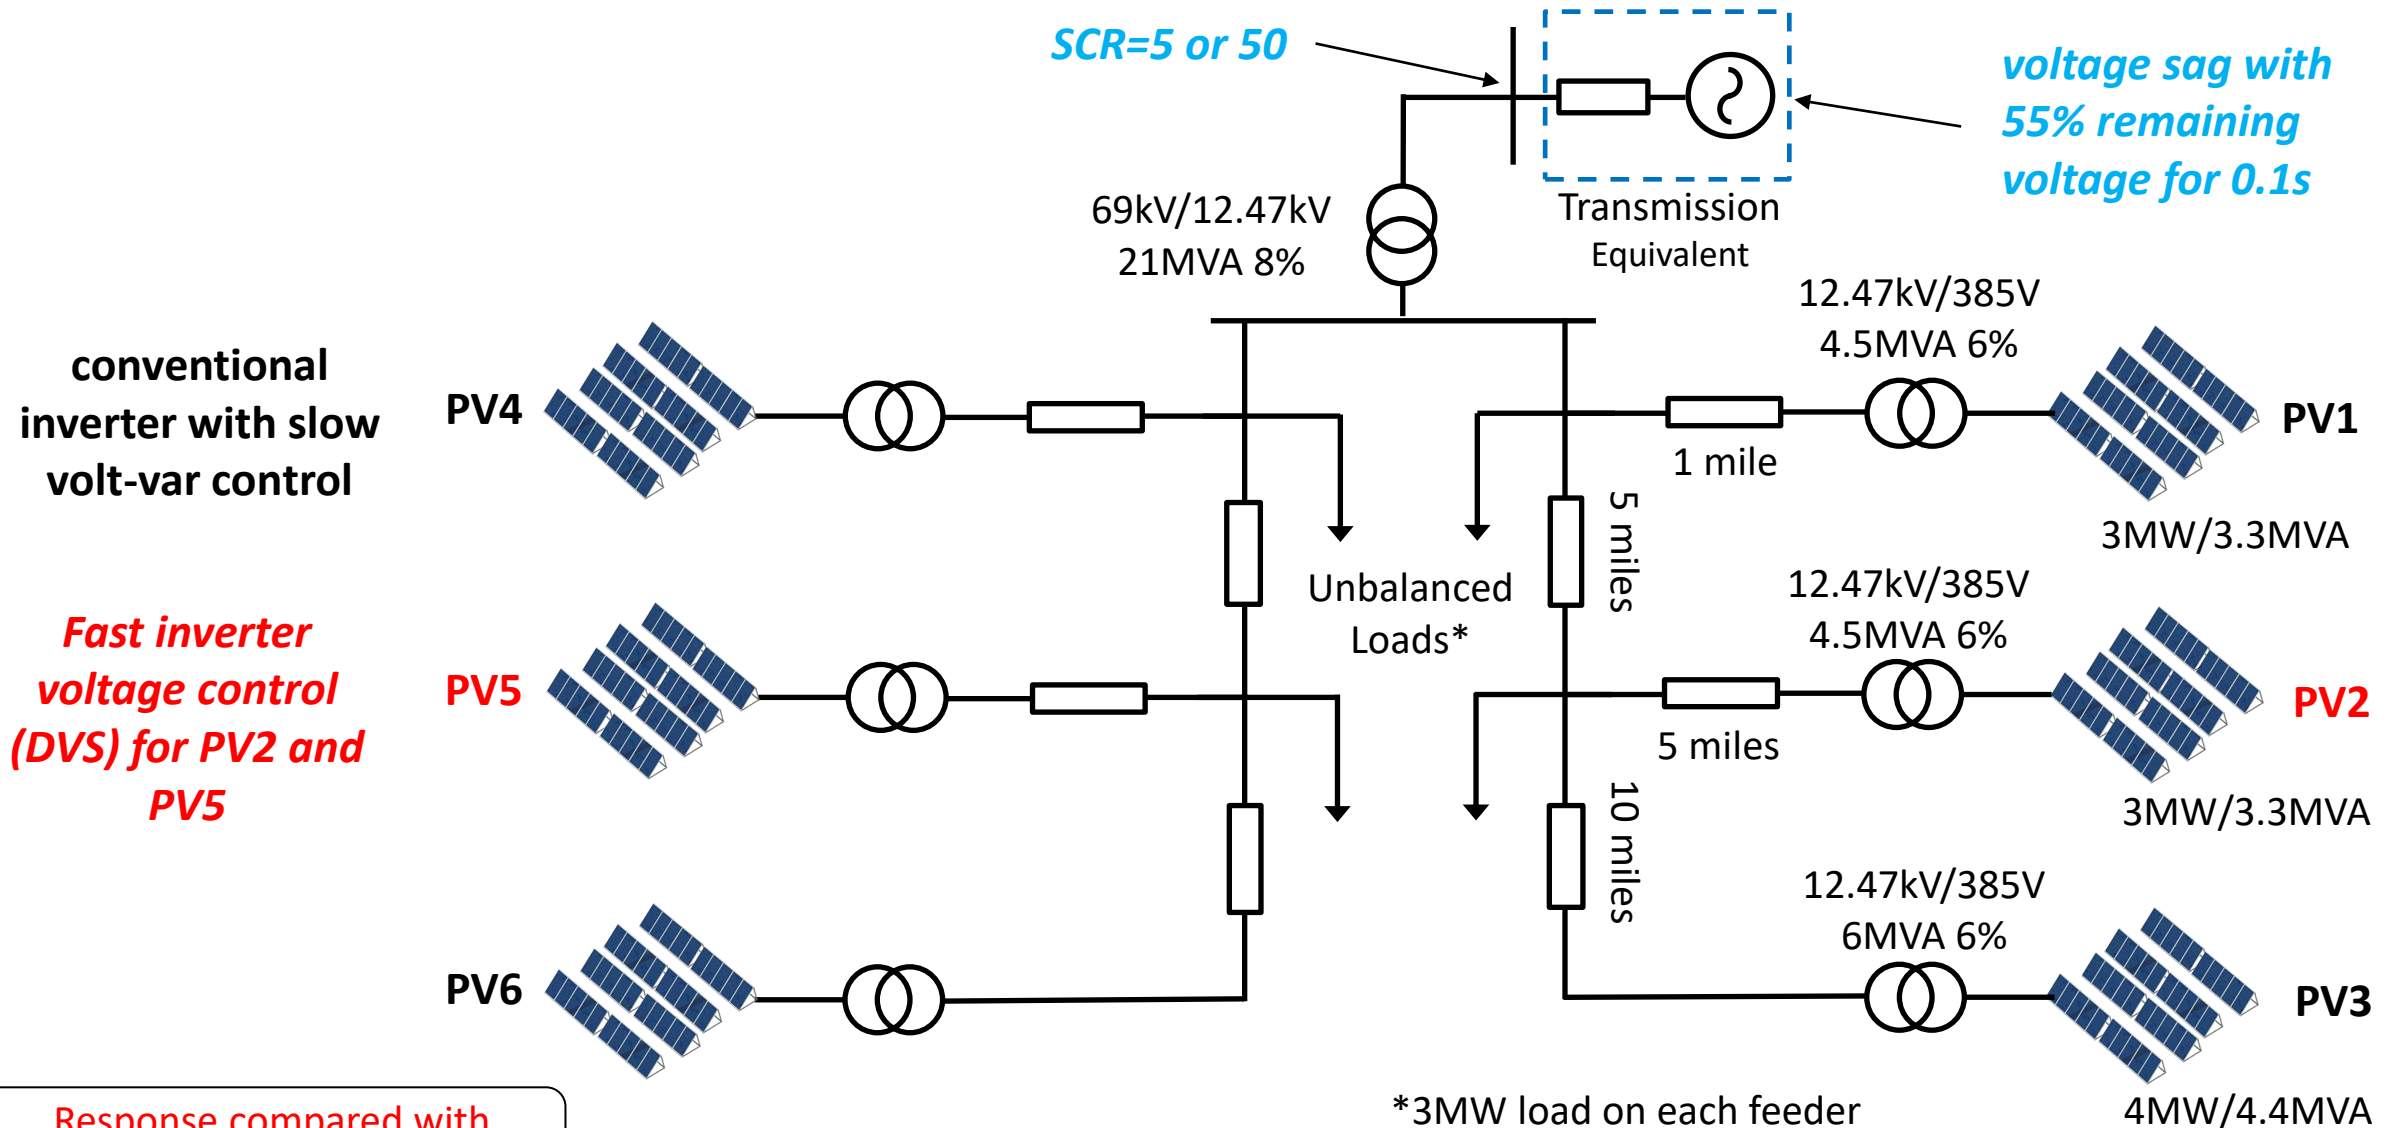 SCR=5 or 50
voltage sag with
55% remaining
voltage for 0.1s
Transmission
Equivalent
69kV/12.47kV
21MVA 8%
12.47kV/385V
4.5MVA 6%
conventional
inverter with slow
volt-var control
PV4
PV1
1 mile
3MW/3.3MVA
5 miles
Unbalanced
Loads*
12.47kV/385V
4.5MVA 6%
Fast inverter
voltage control
(DVS) for PV2 and
PV5
PV5
PV2
5 miles
3MW/3.3MVA
10 miles
12.47kV/385V
6MVA 6%
PV6
PV3
*3MW load on each feeder
4MW/4.4MVA
Response compared with